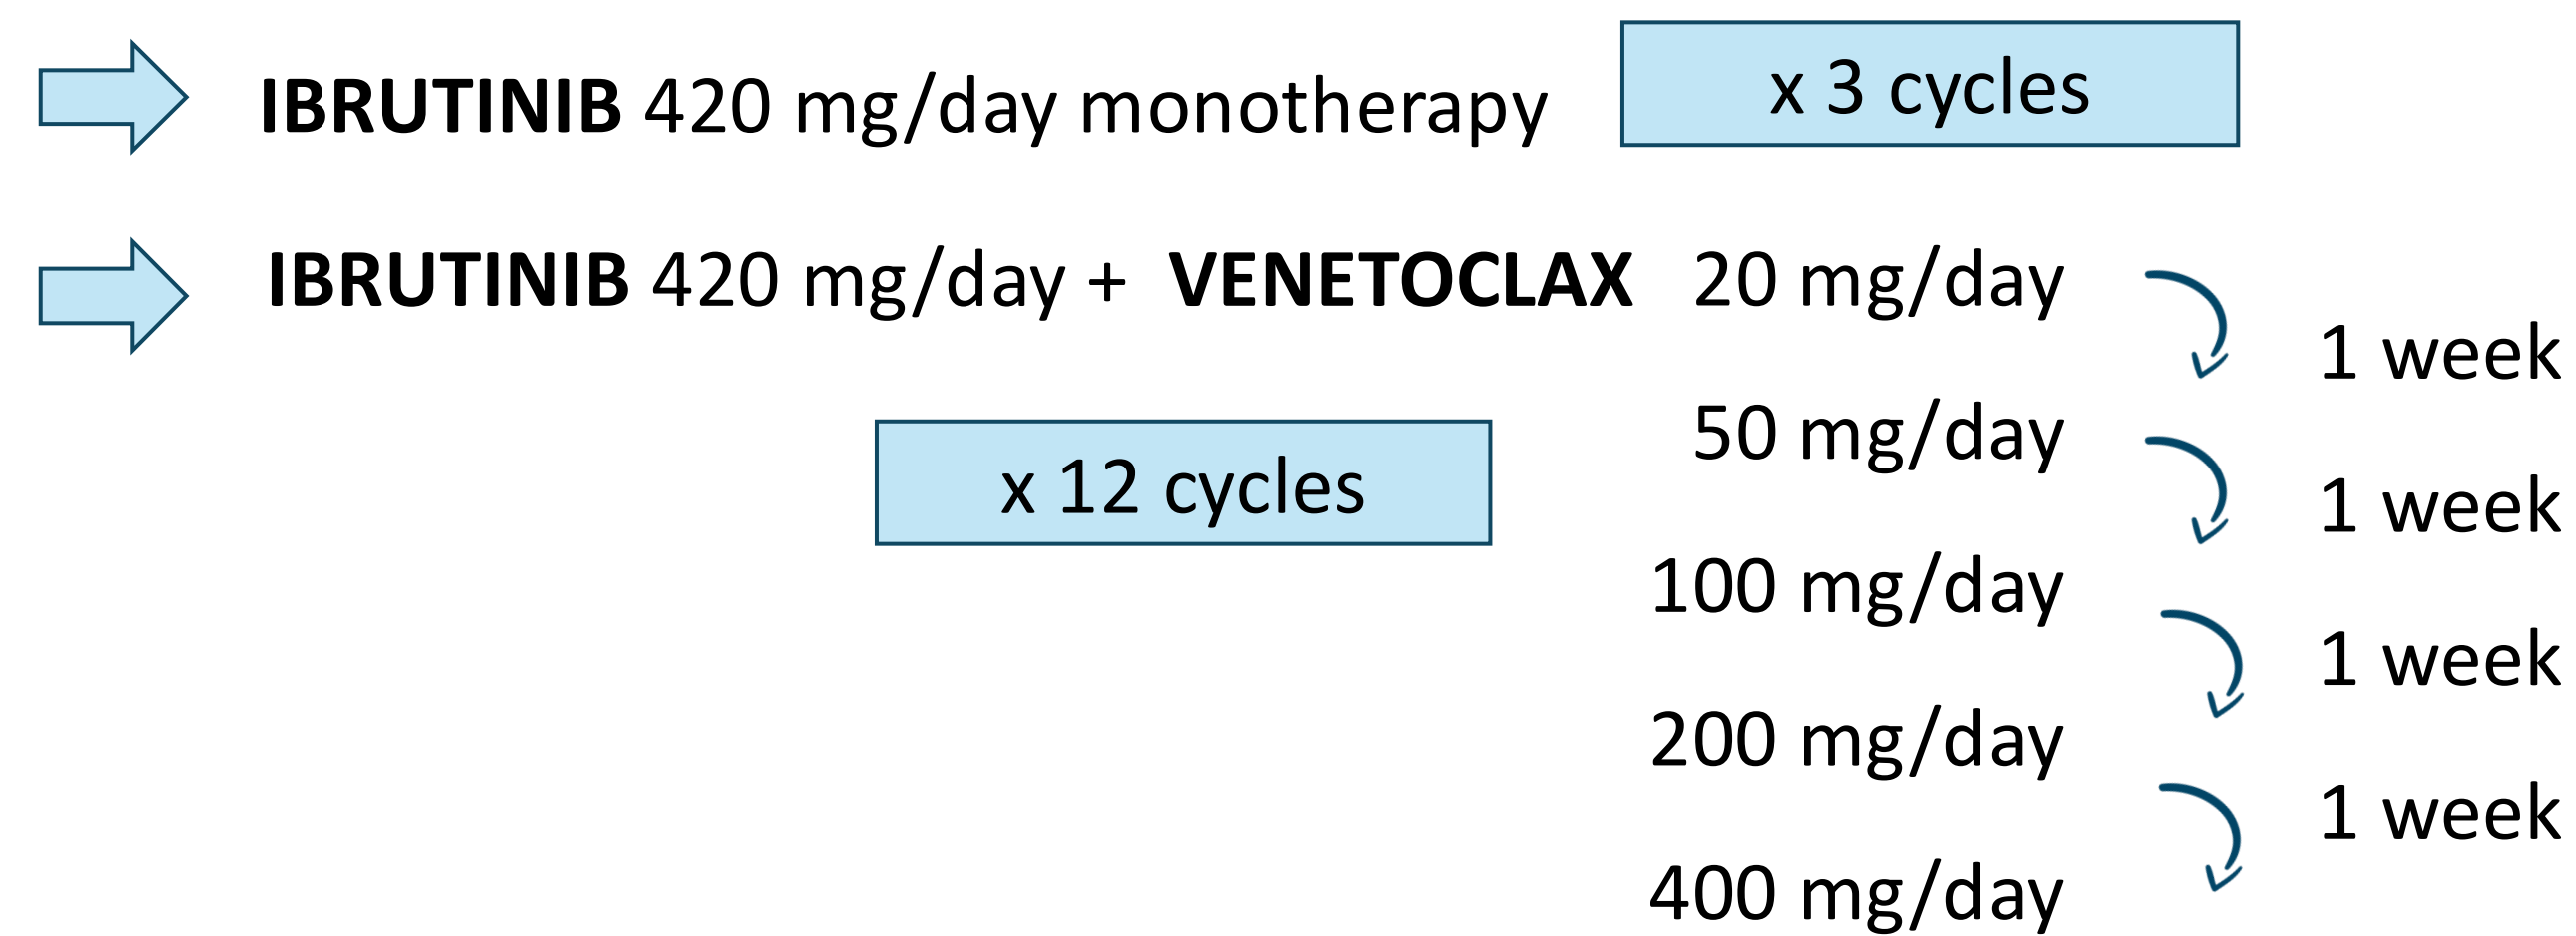 IBRUTINIB 420 mg/day monotherapy
x 3 cycles
IBRUTINIB 420 mg/day + VENETOCLAX 20 mg/day
1 week
50 mg/day
x 12 cycles
1 week
100 mg/day
1 week
200 mg/day
1 week
400 mg/day